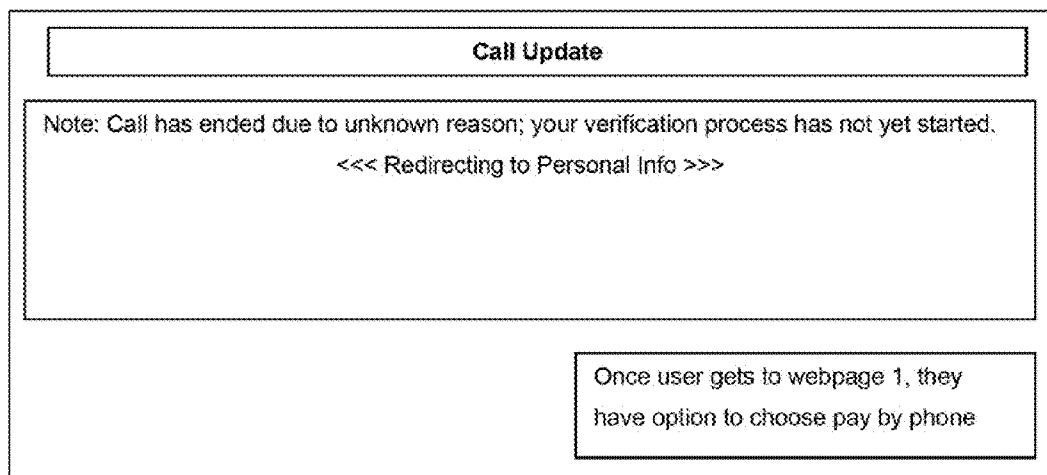 Call Update
Note: Call has ended due to unknown reason; your verification process has not yet started.
<<< Redirecting to Personal Info >>>
Once user gets to webpage 1, they
have option to choose pay by phone